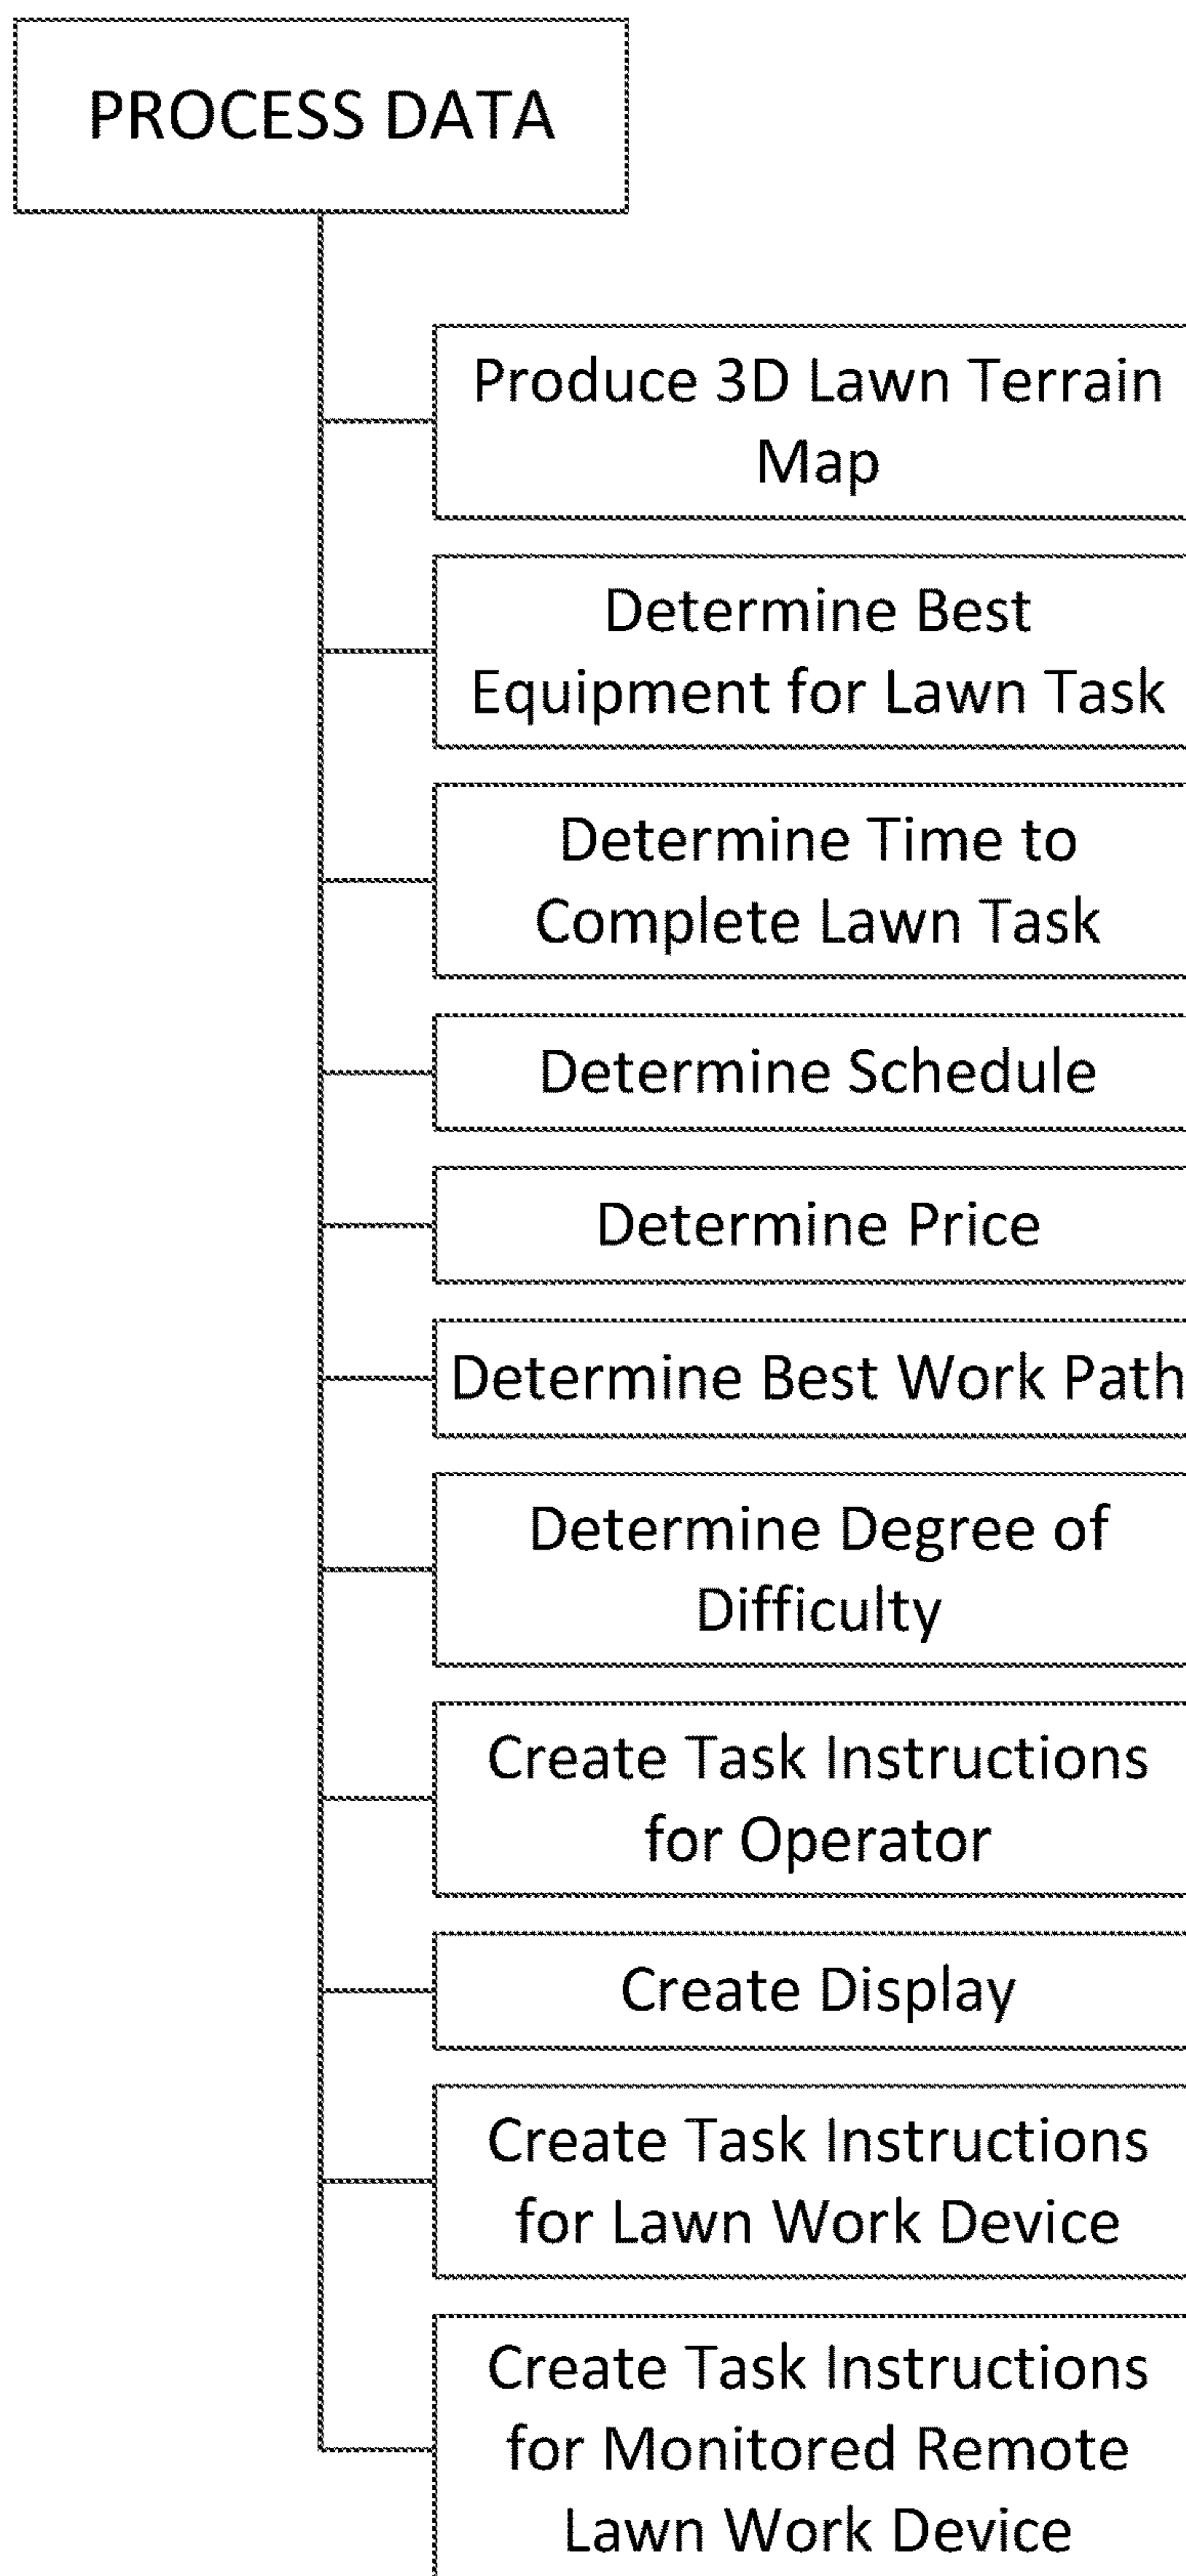 PROCESS DATA
Produce 3D Lawn Terrain
Map
Determine Best
Equipment for Lawn Task
Determine Time to
Complete Lawn Task
Determine Schedule
Determine Price
Determine Best Work Path
Determine Degree of
Difficulty
Create Task Instructions
for Operator
Create Display
Create Task Instructions
for Lawn Work Device
Create Task Instructions
for Monitored Remote
Lawn Work Device